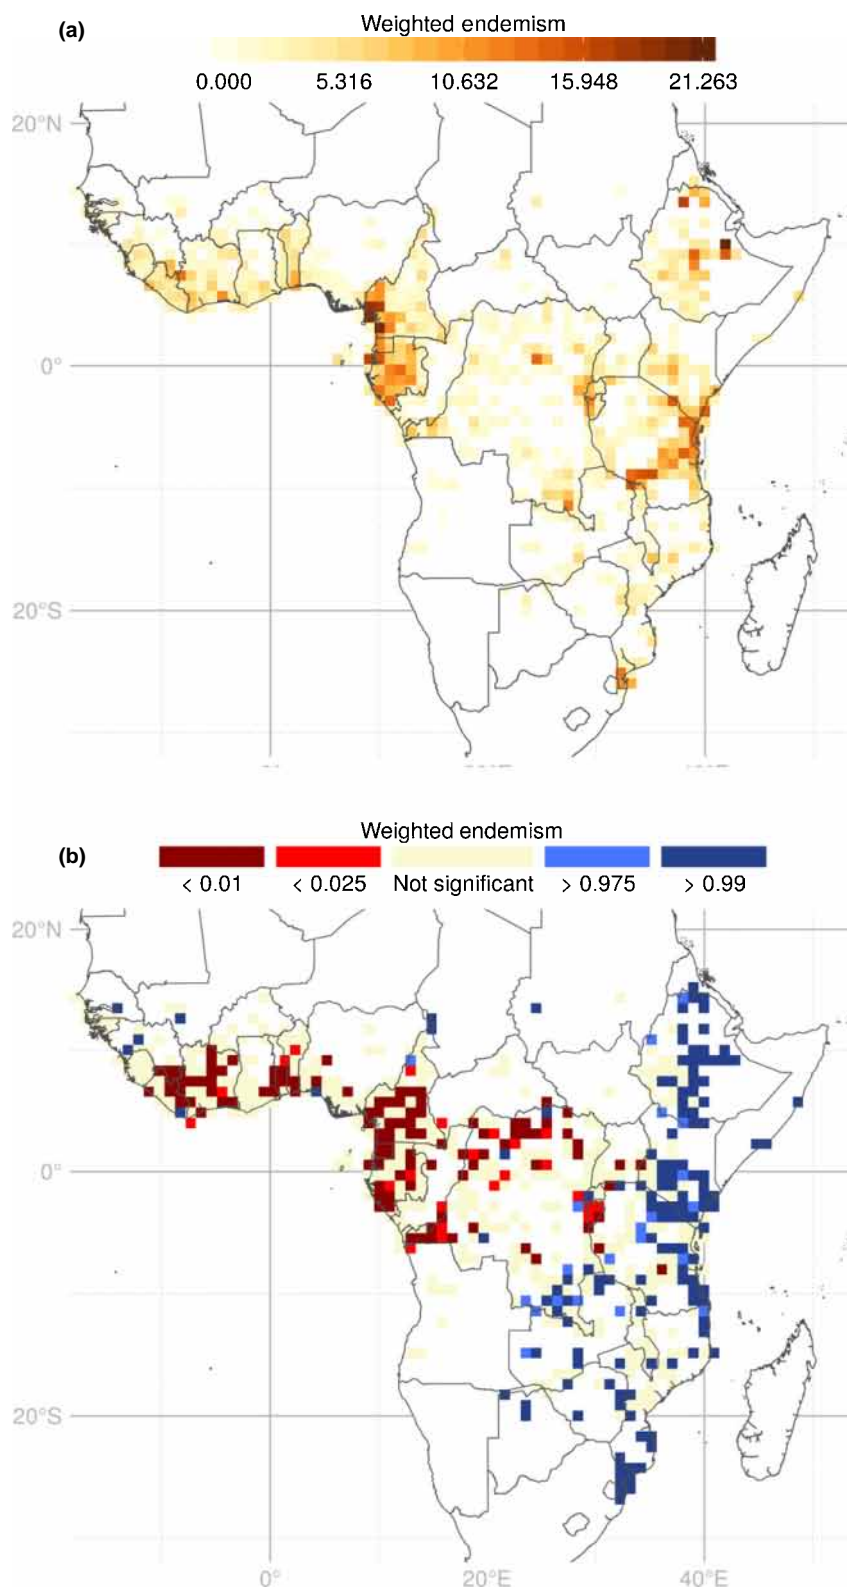 (a)
Weighted endemism
0.000 5.316 10.632 15.948 21.263
20°N
0°
20°S
(b)
Weighted endemism
< 0.01 < 0.025 Not significant > 0.975 > 0.99
20°N
0°
20°S
0° 20°E 40°E